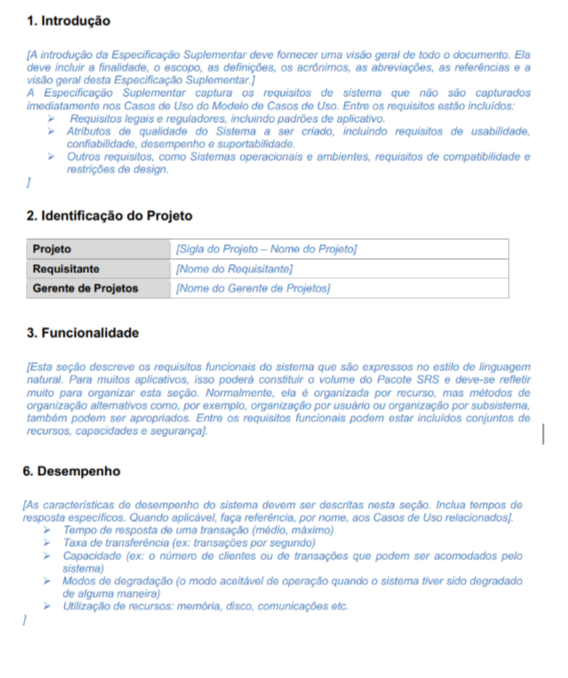 1. Introdução
[A introdução da Especificação Suplementar deve fornecer uma visão geral de todo o documento. Ela
deve incluir a finalidade, o escopo, as definições, os acrônimos, as abreviações, as referências e a
visão geral desta Especificação Suplementar.]
A Especificação Suplementar captura os requisitos de sistema que não são capturados
imediatamente nos Casos de Uso do Modelo de Casos de Uso. Entre os requisitos estão incluídos:
➢ Requisitos legais e reguladores, incluindo padrões de aplicativo.
➢ Atributos de qualidade do Sistema a ser criado, incluindo requisitos de usabilidade,
confiabilidade, desempenho e suportabilidade.
➢ Outros requisitos, como Sistemas operacionais e ambientes, requisitos de compatibilidade e
restrições de design.
]
2. Identificação do Projeto
Projeto [Sigla do Projeto – Nome do Projeto]
Requisitante [Nome do Requisitante]
Gerente de Projetos [Nome do Gerente de Projetos]
3. Funcionalidade
[Esta seção descreve os requisitos funcionais do sistema que são expressos no estilo de linguagem
natural. Para muitos aplicativos, isso poderá constituir o volume do Pacote SRS e deve-se refletir
muito para organizar esta seção. Normalmente, ela é organizada por recurso, mas métodos de
organização alternativos como, por exemplo, organização por usuário ou organização por subsistema,
também podem ser apropriados. Entre os requisitos funcionais podem estar incluídos conjuntos de
recursos, capacidades e segurança].
6. Desempenho
[As características de desempenho do sistema devem ser descritas nesta seção. Inclua tempos de
resposta específicos. Quando aplicável, faça referência, por nome, aos Casos de Uso relacionados].
➢ Tempo de resposta de uma transação (médio, máximo)
➢ Taxa de transferência (ex: transações por segundo)
➢ Capacidade (ex: o número de clientes ou de transações que podem ser acomodados pelo
sistema)
➢ Modos de degradação (o modo aceitável de operação quando o sistema tiver sido degradado
de alguma maneira)
➢ Utilização de recursos: memória, disco, comunicações etc.
]